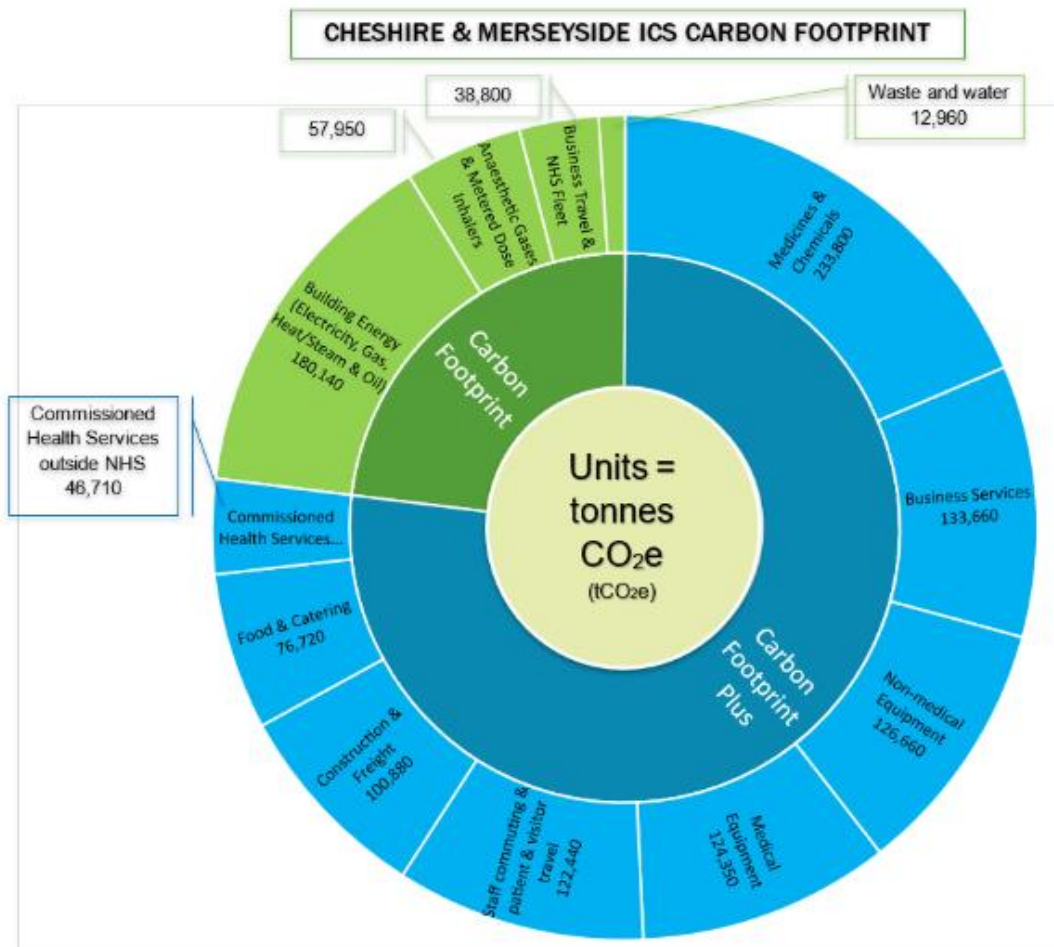 CHESHIRE & MERSEYSIDE ICS CARBON FOOTPRINT
38,800
Waste and water
12,960
57,950
Business Travel &
NHS Fleet
Anaesthetic Gases
& Metered Dose
Inhalers
Medicines &
Chemicals
233,800
Building Energy
(Electricity, Gas,
Heat/Steam & Oil)
180,140
Carbon
Footprint
Commissioned
Health Services
outside NHS
46,710
Units =
tonnes
CO₂e
(tCO₂e)
Business Services
133,660
Commissioned
Health Services...
Food & Catering
76,720
Carbon
Footprint
Plus
Non-medical
Equipment
126,660
Construction &
Freight
100,880
Staff commuting &
patient & visitor
travel
122,440
Medical
Equipment
124,350